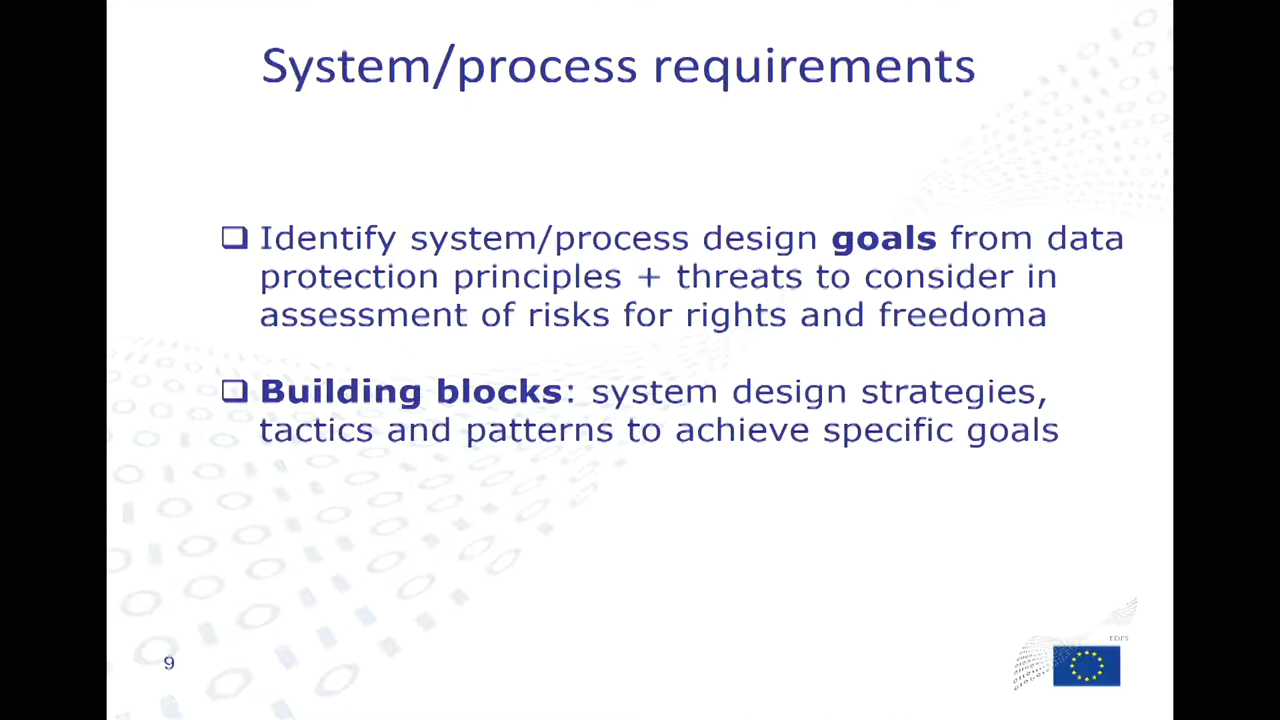 System/process requirements
Identify system/process design goals from data
protection principles + threats to consider in
assessment of risks for rights and freedoma
Building blocks: system design strategies,
tactics and patterns to achieve specific goals
9
EDPS